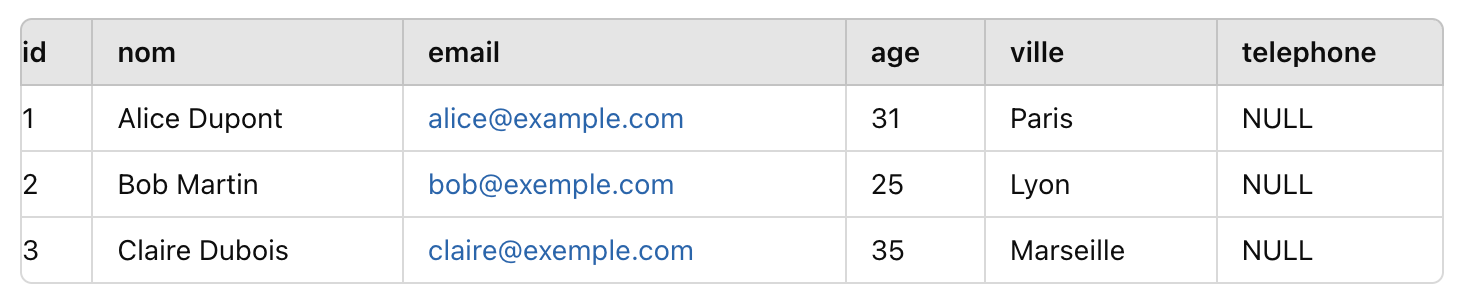 id nom email age ville telephone
1 Alice Dupont alice@example.com 31 Paris NULL
2 Bob Martin bob@exemple.com 25 Lyon NULL
3 Claire Dubois claire@exemple.com 35 Marseille NULL